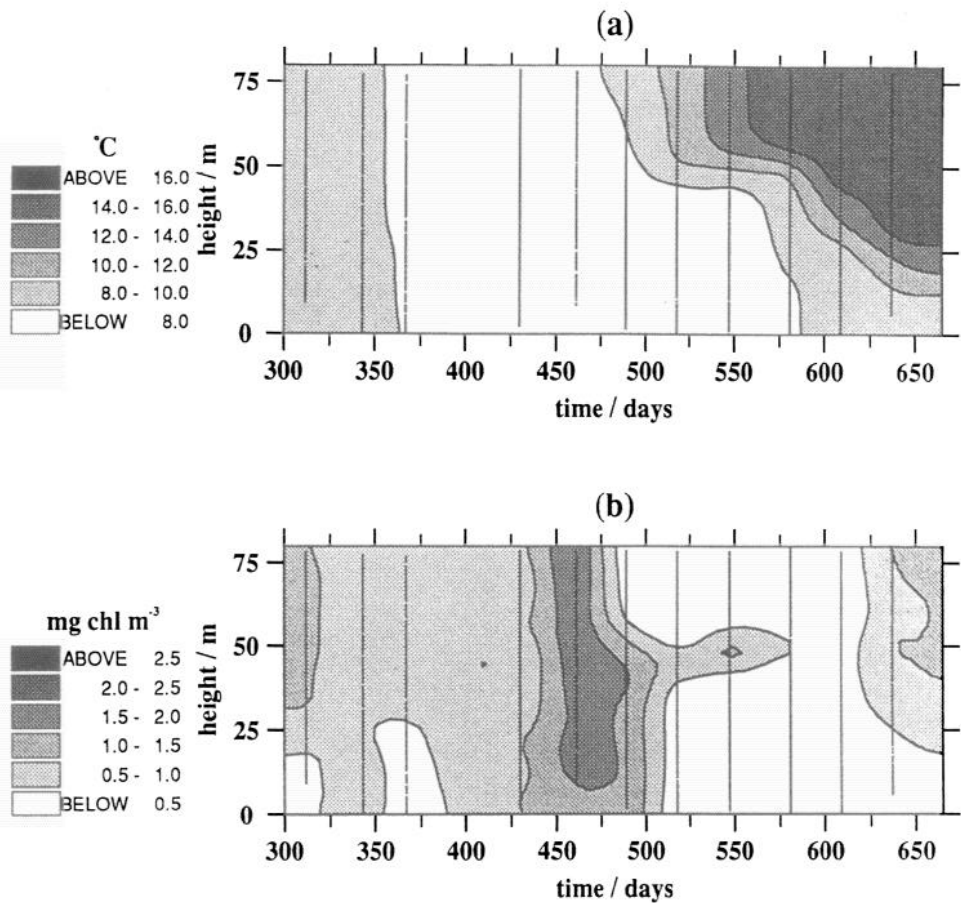 (a)
°C
ABOVE 16.0
14.0 - 16.0
12.0 - 14.0
10.0 - 12.0
8.0 - 10.0
BELOW 8.0
height / m
75
50
25
0
300 350 400 450 500 550 600 650
time / days
(b)
mg chl m-3
ABOVE 2.5
2.0 - 2.5
1.5 - 2.0
1.0 - 1.5
0.5 - 1.0
BELOW 0.5
height / m
75
50
25
0
300 350 400 450 500 550 600 650
time / days